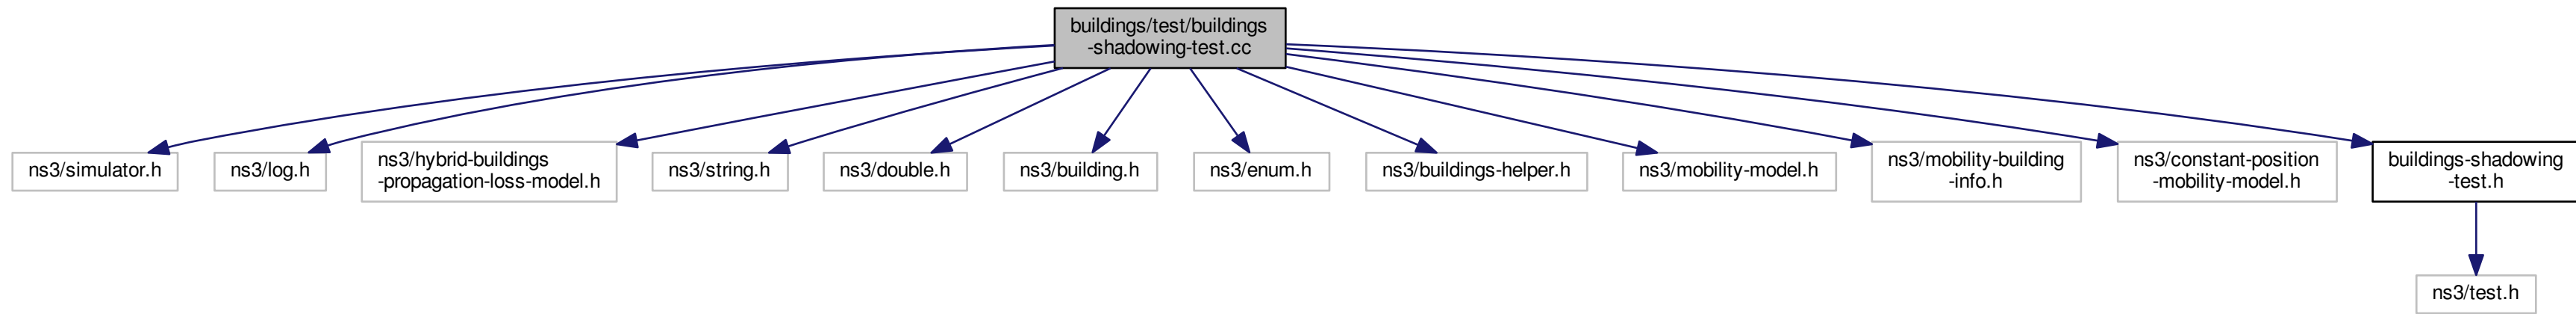 buildings/test/buildings
-shadowing-test.cc
ns3/simulator.h
ns3/log.h
ns3/hybrid-buildings
-propagation-loss-model.h
ns3/string.h
ns3/double.h
ns3/building.h
ns3/enum.h
ns3/buildings-helper.h
ns3/mobility-model.h
ns3/mobility-building
-info.h
ns3/constant-position
-mobility-model.h
buildings-shadowing
-test.h
ns3/test.h